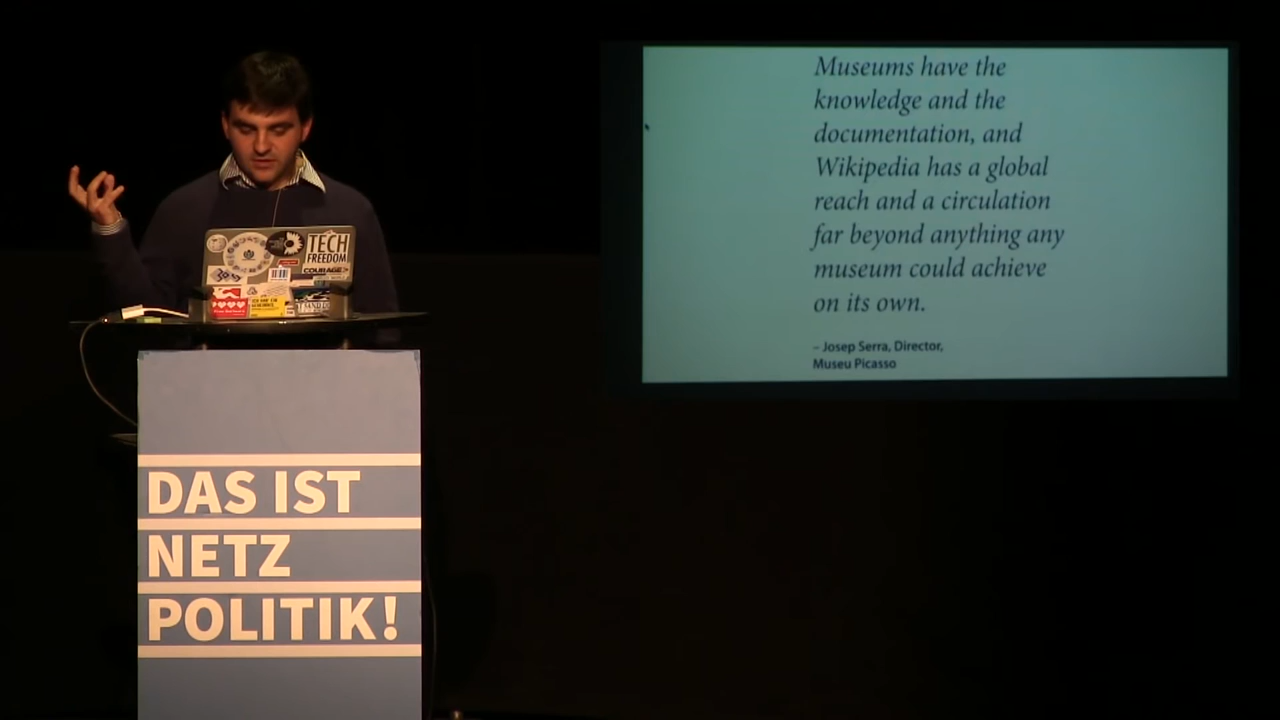 Museums have the
knowledge and the
documentation, and
Wikipedia has a global
reach and a circulation
far beyond anything any
museum could achieve
on its own.
– Josep Serra, Director,
Museu Picasso
TECH
FREEDOM
COURAGE
DAS IST
NETZ
POLITIK!